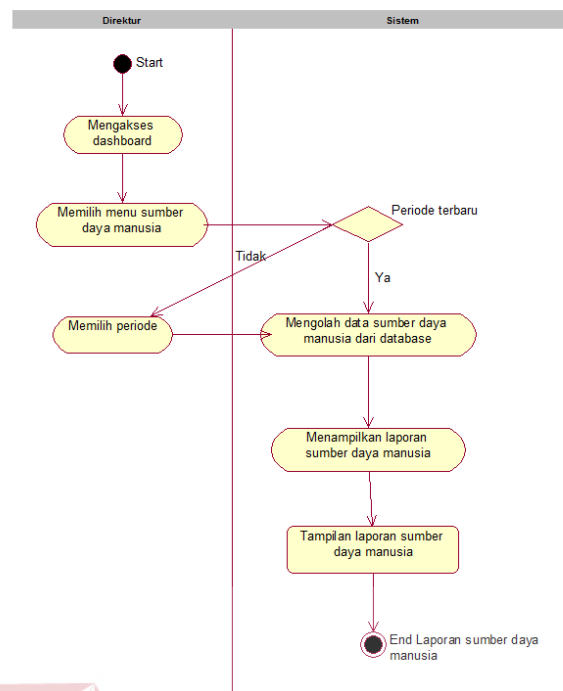 Direktur
Sistem
Start
Mengakses
dashboard
Memilih menu sumber
daya manusia
Periode terbaru
Tidak
Ya
Memilih periode
Mengolah data sumber daya
manusia dari database
Menampilkan laporan
sumber daya manusia
Tampilan laporan sumber
daya manusia
End Laporan sumber daya
manusia